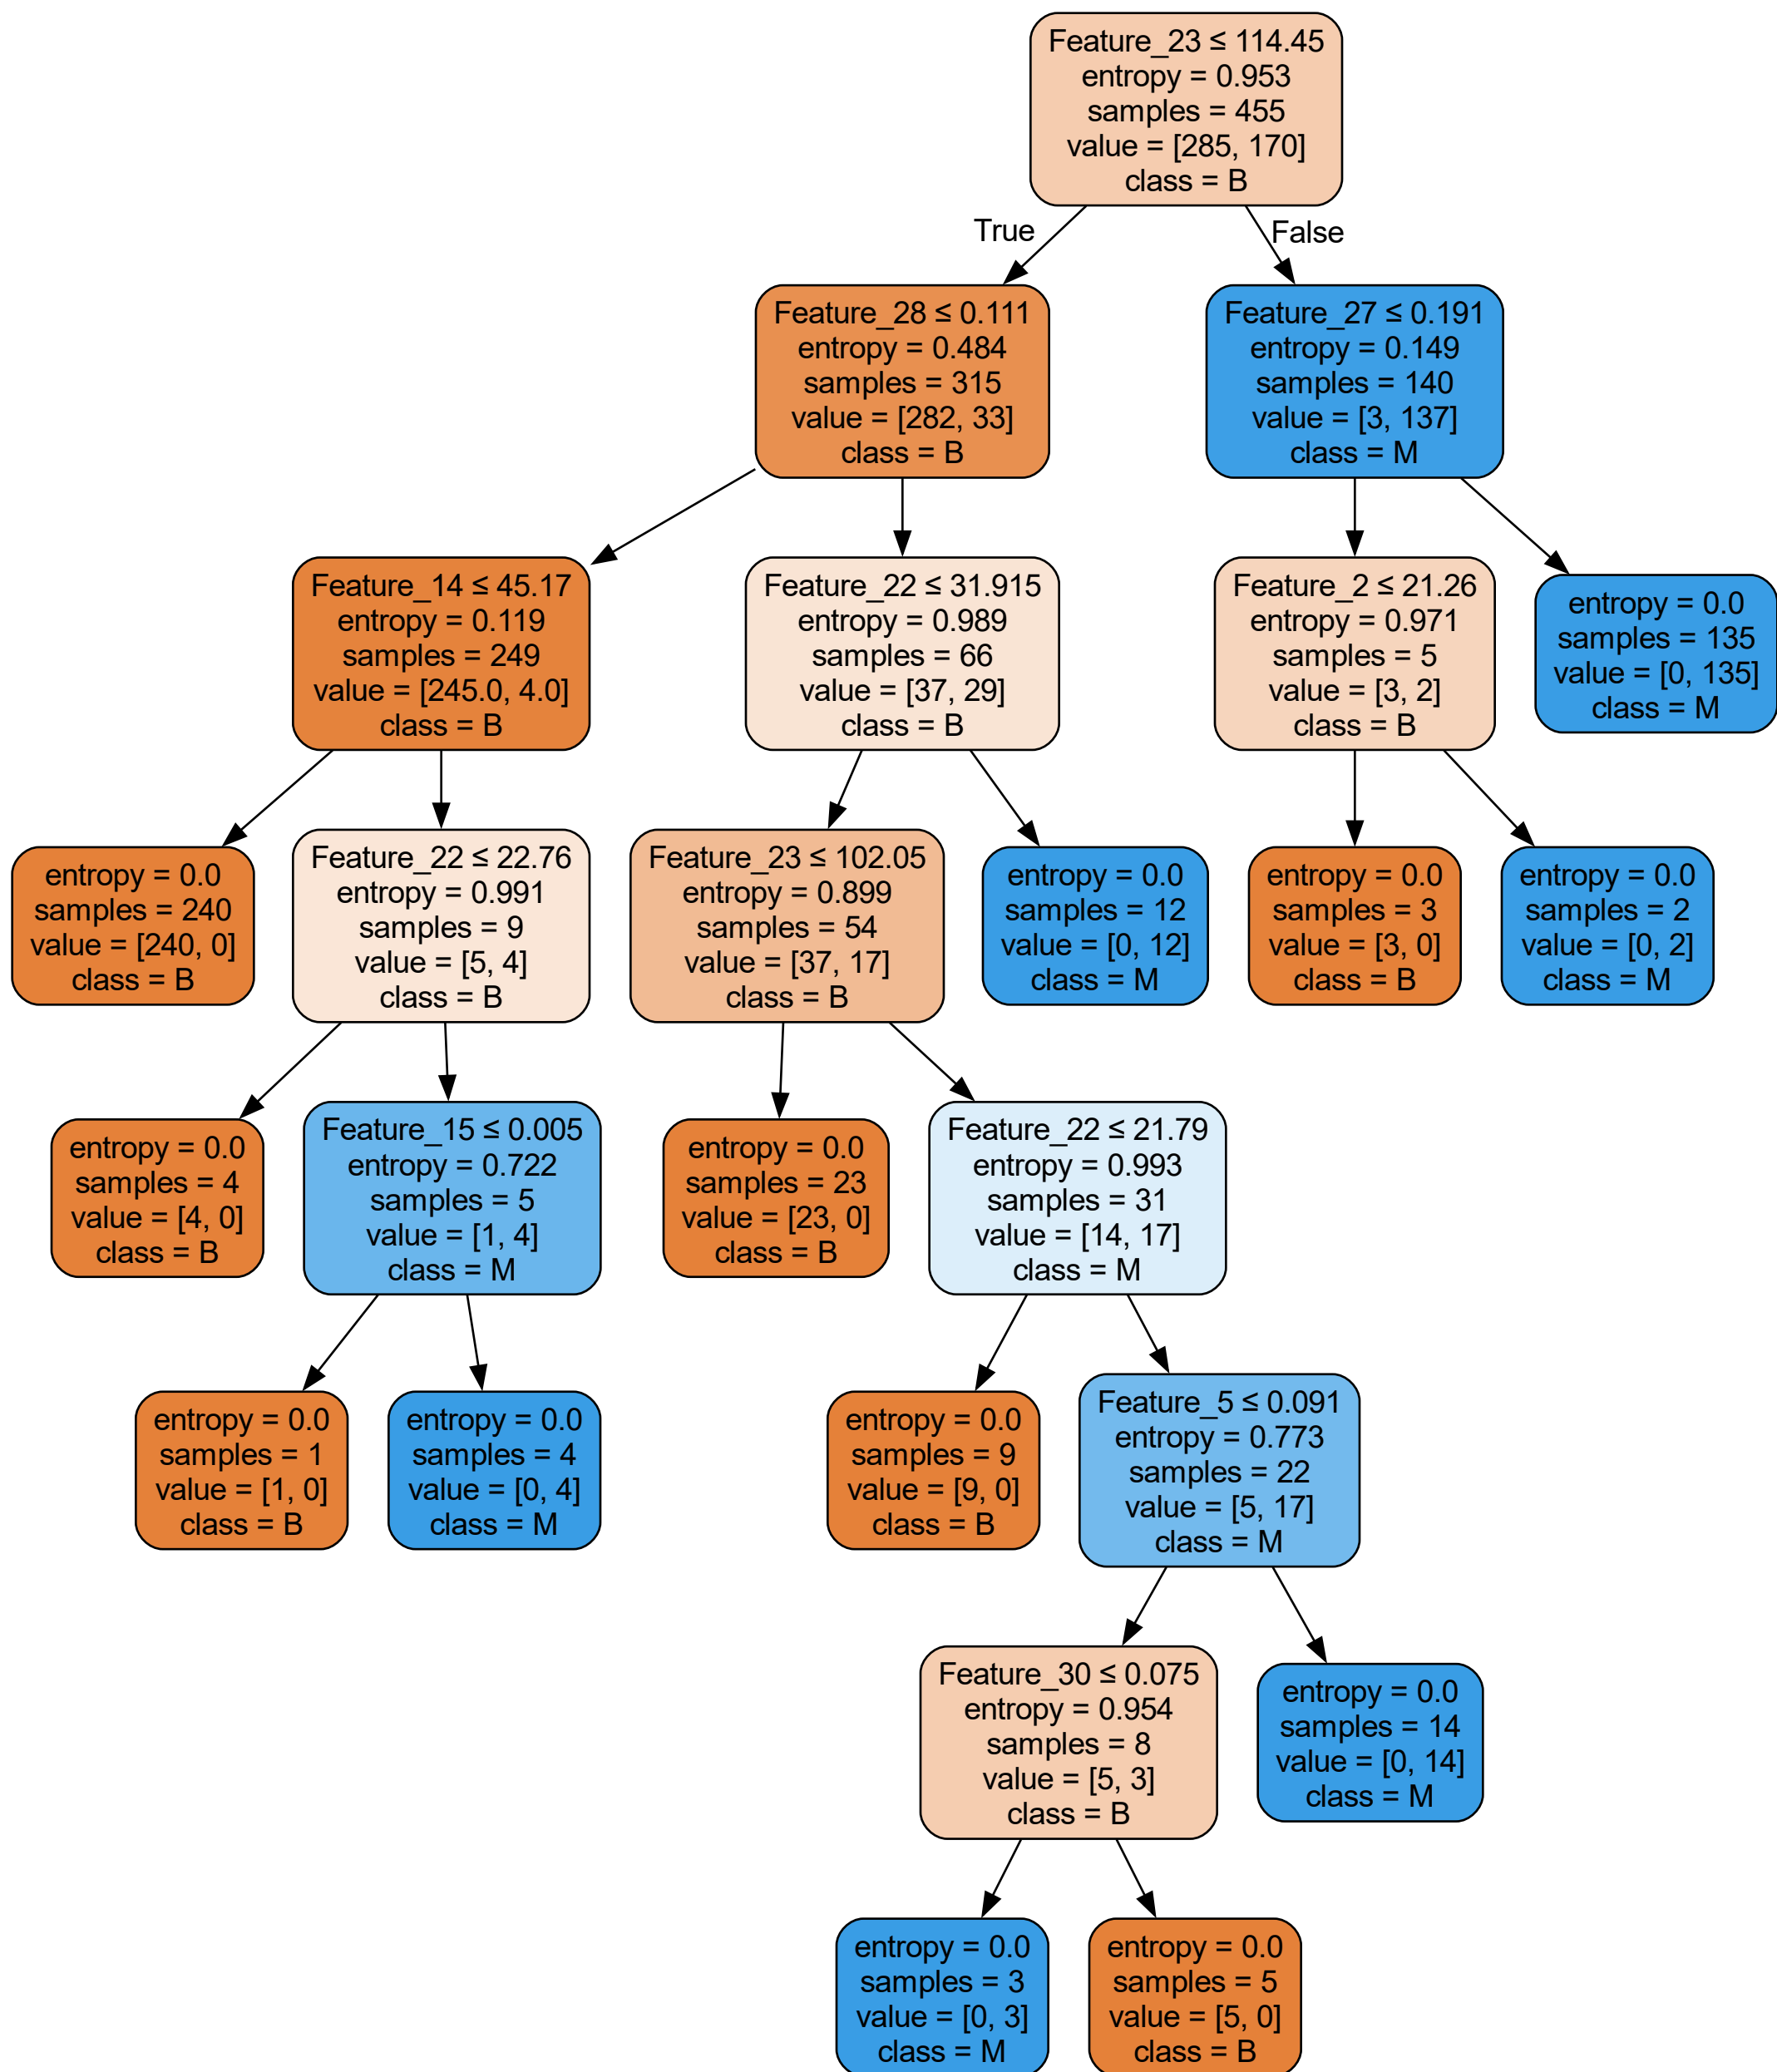 Feature_23 ≤ 114.45
entropy = 0.953
samples = 455
value = [285, 170]
class = B
True
False
Feature_28 ≤ 0.111
entropy = 0.484
samples = 315
value = [282, 33]
class = B
Feature_27 ≤ 0.191
entropy = 0.149
samples = 140
value = [3, 137]
class = M
Feature_14 ≤ 45.17
entropy = 0.119
samples = 249
value = [245.0, 4.0]
class = B
Feature_22 ≤ 31.915
entropy = 0.989
samples = 66
value = [37, 29]
class = B
Feature_2 ≤ 21.26
entropy = 0.971
samples = 5
value = [3, 2]
class = B
entropy = 0.0
samples = 135
value = [0, 135]
class = M
entropy = 0.0
samples = 240
value = [240, 0]
class = B
Feature_22 ≤ 22.76
entropy = 0.991
samples = 9
value = [5, 4]
class = B
Feature_23 ≤ 102.05
entropy = 0.899
samples = 54
value = [37, 17]
class = B
entropy = 0.0
samples = 12
value = [0, 12]
class = M
entropy = 0.0
samples = 3
value = [3, 0]
class = B
entropy = 0.0
samples = 2
value = [0, 2]
class = M
entropy = 0.0
samples = 4
value = [4, 0]
class = B
Feature_15 ≤ 0.005
entropy = 0.722
samples = 5
value = [1, 4]
class = M
entropy = 0.0
samples = 23
value = [23, 0]
class = B
Feature_22 ≤ 21.79
entropy = 0.993
samples = 31
value = [14, 17]
class = M
entropy = 0.0
samples = 1
value = [1, 0]
class = B
entropy = 0.0
samples = 4
value = [0, 4]
class = M
entropy = 0.0
samples = 9
value = [9, 0]
class = B
Feature_5 ≤ 0.091
entropy = 0.773
samples = 22
value = [5, 17]
class = M
Feature_30 ≤ 0.075
entropy = 0.954
samples = 8
value = [5, 3]
class = B
entropy = 0.0
samples = 14
value = [0, 14]
class = M
entropy = 0.0
samples = 3
value = [0, 3]
class = M
entropy = 0.0
samples = 5
value = [5, 0]
class = B